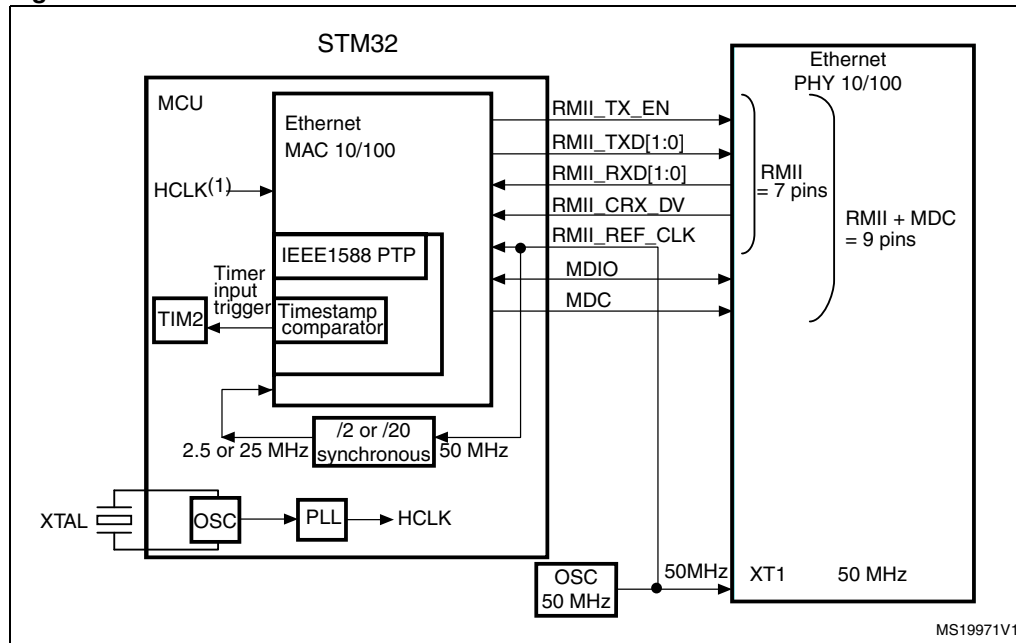 STM32
MCU
Ethernet
MAC 10/100
HCLK(1)
IEEE1588 PTP
Timer
input
trigger
Timestamp
comparator
TIM2
/2 or /20
synchronous
2.5 or 25 MHz
50 MHz
XTAL
OSC
PLL
HCLK
RMII_TX_EN
RMII_TXD[1:0]
RMII_RXD[1:0]
RMII_CRX_DV
RMII_REF_CLK
MDIO
MDC
Ethernet
PHY 10/100
RMII
= 7 pins
RMII + MDC
= 9 pins
OSC
50 MHz
50MHz
XT1
50 MHz
MS19971V1